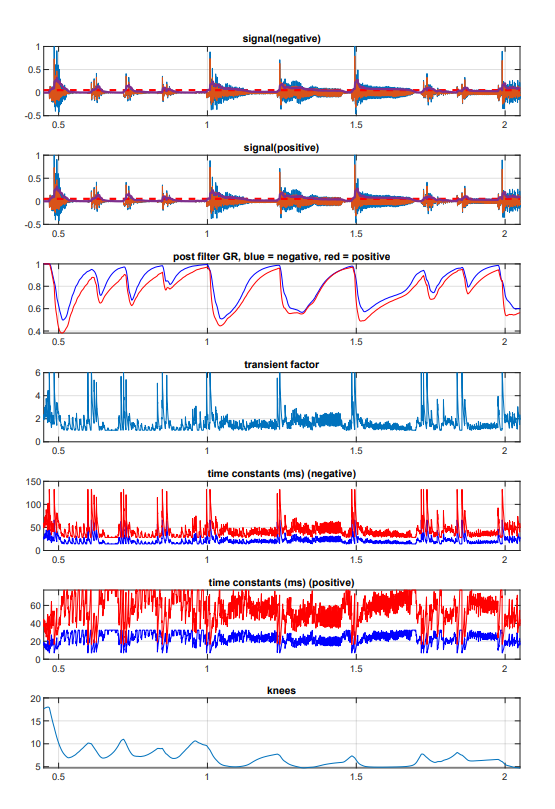 signal(negative)
1
0.5
0
-0.5
0.5 1 1.5 2
signal(positive)
1
0.5
0
-0.5
0.5 1 1.5 2
post filter GR, blue = negative, red = positive
1
0.8
0.6
0.4
0.5 1 1.5 2
transient factor
6
4
2
0
0.5 1 1.5 2
time constants (ms) (negative)
150
100
50
0
0.5 1 1.5 2
time constants (ms) (positive)
60
40
20
0
0.5 1 1.5 2
knees
20
15
10
5
0.5 1 1.5 2